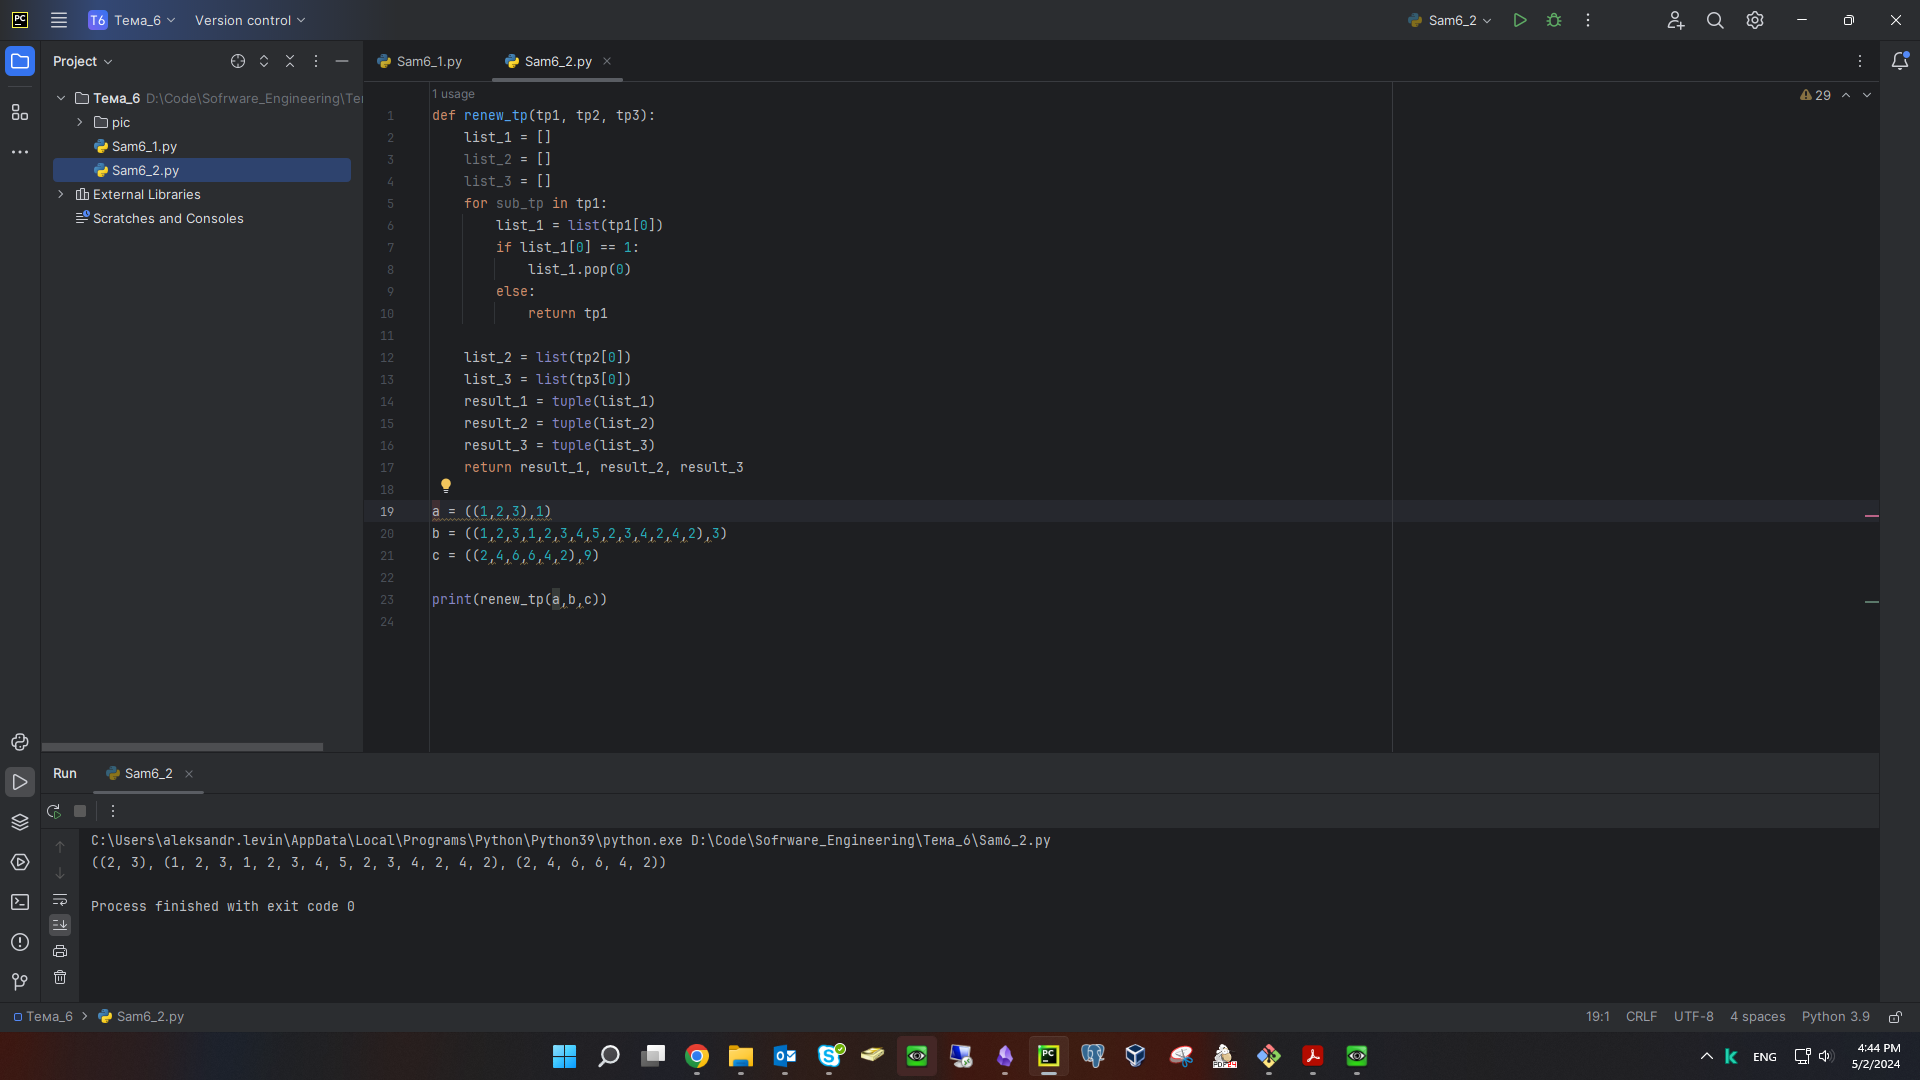 T6 Тема_6 Version control Sam6_2
Project
Sam6_1.py Sam6_2.py
Тема_6 D:\Code\Sofrware_Engineering\Te
pic
Sam6_1.py
Sam6_2.py
External Libraries
Scratches and Consoles
29
1 usage
1 def renew_tp(tp1, tp2, tp3):
2 list_1 = []
3 list_2 = []
4 list_3 = []
5 for sub_tp in tp1:
6 list_1 = list(tp1[0])
7 if list_1[0] == 1:
8 list_1.pop(0)
9 else:
10 return tp1
11
12 list_2 = list(tp2[0])
13 list_3 = list(tp3[0])
14 result_1 = tuple(list_1)
15 result_2 = tuple(list_2)
16 result_3 = tuple(list_3)
17 return result_1, result_2, result_3
18
19 a = ((1,2,3),1)
20 b = ((1,2,3,1,2,3,4,5,2,3,4,2,4,2),3)
21 c = ((2,4,6,6,4,2),9)
22
23 print(renew_tp(a,b,c))
24
Run Sam6_2
C:\Users\aleksandr.levin\AppData\Local\Programs\Python\Python39\python.exe D:\Code\Sofrware_Engineering\Тема_6\Sam6_2.py
((2, 3), (1, 2, 3, 1, 2, 3, 4, 5, 2, 3, 4, 2, 4, 2), (2, 4, 6, 6, 4, 2))
Process finished with exit code 0
Тема_6 Sam6_2.py
19:1 CRLF UTF-8 4 spaces Python 3.9
ENG
4:44 PM
5/2/2024